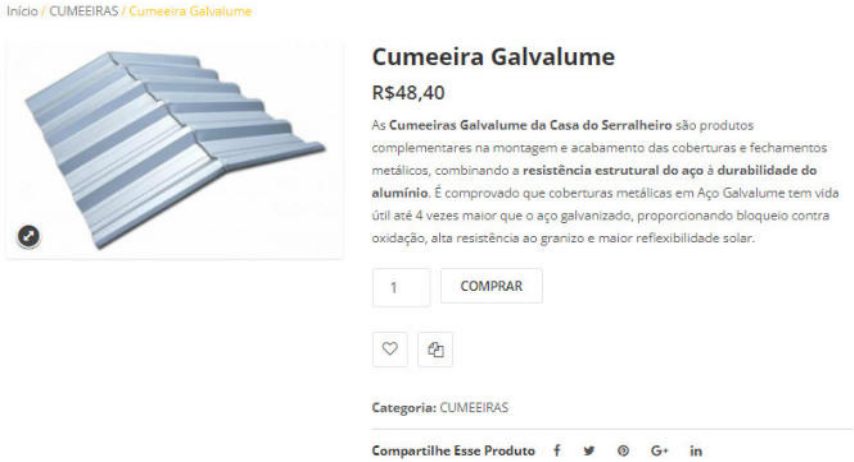 Início / CUMEEIRAS / Cumeeira Galvalume
Cumeeira Galvalume
R$48,40
As Cumeeiras Galvalume da Casa do Serralheiro são produtos
complementares na montagem e acabamento das coberturas e fechamentos
metálicos, combinando a resistência estrutural do aço à durabilidade do
alumínio. É comprovado que coberturas metálicas em Aço Galvalume tem vida
útil até 4 vezes maior que o aço galvanizado, proporcionando bloqueio contra
oxidação, alta resistência ao granizo e maior reflexibilidade solar.
1 COMPRAR
Categoria: CUMEEIRAS
Compartilhe Esse Produto